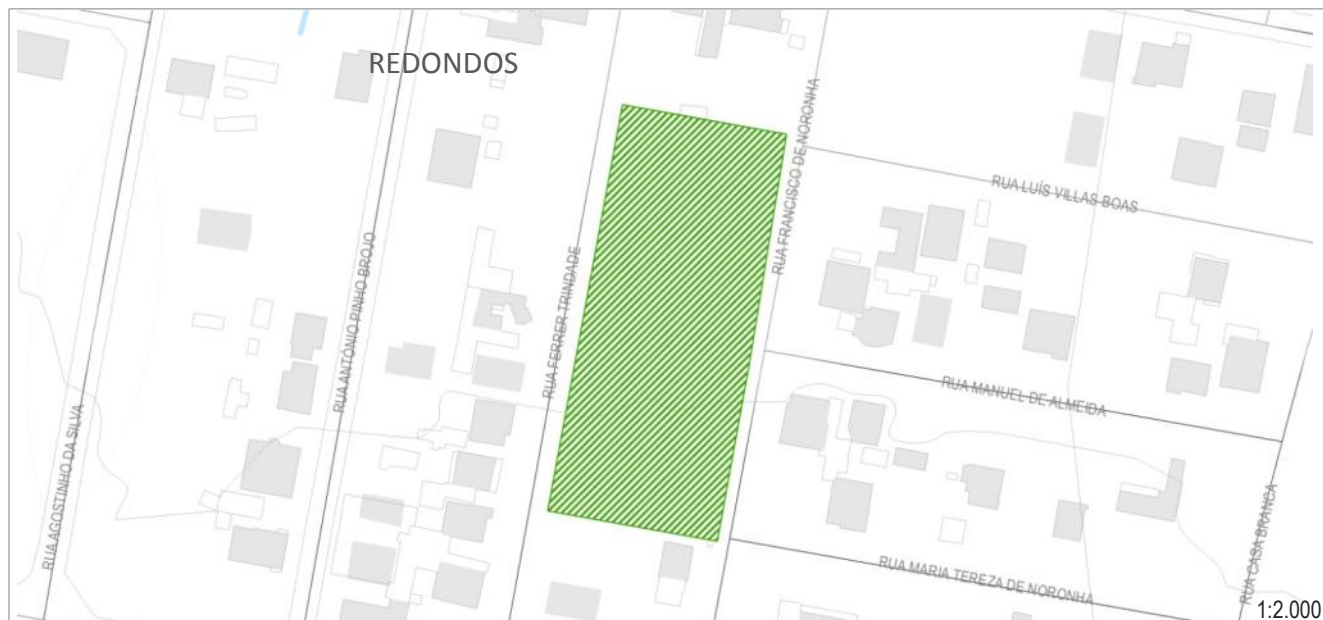 REDONDOS
RUA FRANCISCO DE NORONHA
RUA LUÍS VILLAS BOAS
RUA FERRER TRINDADE
RUA ANTÓNIO PINHO BROJO
RUA MANUEL DE ALMEIDA
RUA AGOSTINHO DA SILVA
RUA CASA BRANCA
RUA MARIA TEREZA DE NORONHA
1:2.000